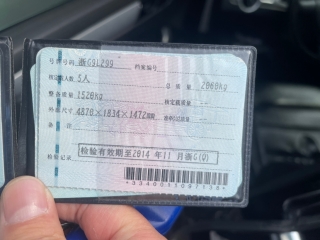 号牌号码 浙G9LZ99 档案编号
核定载人数 5人 总质量 2060kg
整备质量 1520kg 核定载质量 --
外廓尺寸 4870×1834×1472mm 准牵引总质量
备注
检验记录 检验有效期至2014年11月浙G(Q)